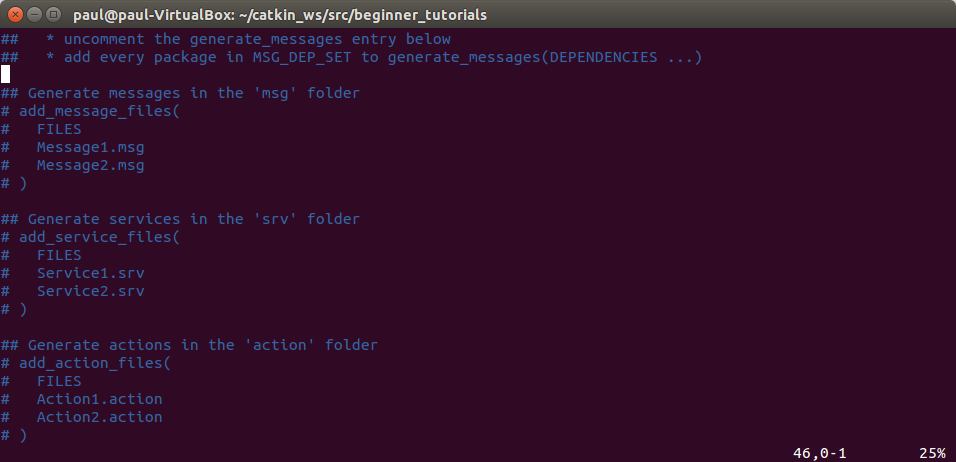 paul@paul-VirtualBox: ~/catkin_ws/src/beginner_tutorials
##   * uncomment the generate_messages entry below
##   * add every package in MSG_DEP_SET to generate_messages(DEPENDENCIES ...)
## Generate messages in the 'msg' folder
# add_message_files(
#   FILES
#   Message1.msg
#   Message2.msg
# )
## Generate services in the 'srv' folder
# add_service_files(
#   FILES
#   Service1.srv
#   Service2.srv
# )
## Generate actions in the 'action' folder
# add_action_files(
#   FILES
#   Action1.action
#   Action2.action
# )
46,0-1 25%